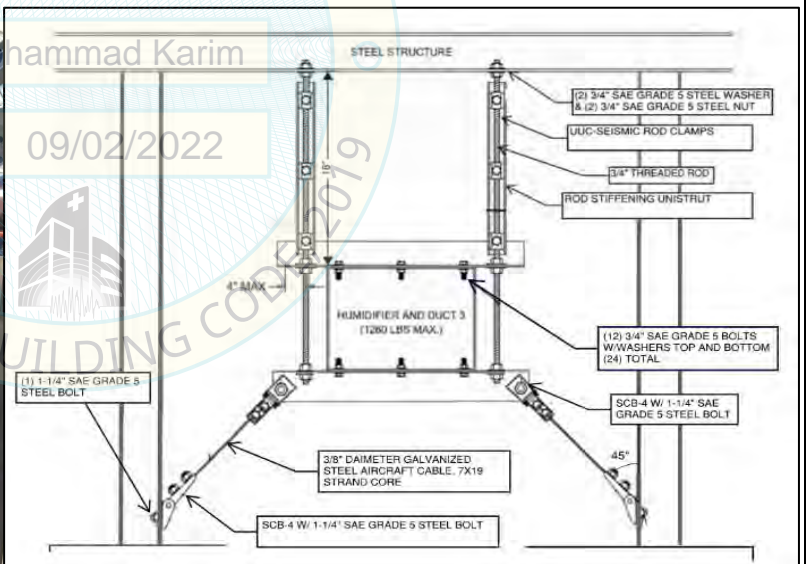 hammad Karim
09/02/2022
BUILDING CODE 2019
STEEL STRUCTURE
(2) 3/4" SAE GRADE 5 STEEL WASHER
& (2) 3/4" SAE GRADE 5 STEEL NUT
UUC-SEISMIC ROD CLAMPS
3/4" THREADED ROD
ROD STIFFENING UNISTRUT
4" MAX
HUMIDIFIER AND DUCT 3
(1260 LBS MAX.)
(12) 3/4" SAE GRADE 5 BOLTS
W/WASHERS TOP AND BOTTOM
(24) TOTAL
(1) 1-1/4" SAE GRADE 5
STEEL BOLT
SCB-4 W/ 1-1/4" SAE
GRADE 5 STEEL BOLT
45°
3/8" DAIMETER GALVANIZED
STEEL AIRCRAFT CABLE, 7X19
STRAND CORE
SCB-4 W/ 1-1/4" SAE GRADE 5 STEEL BOLT